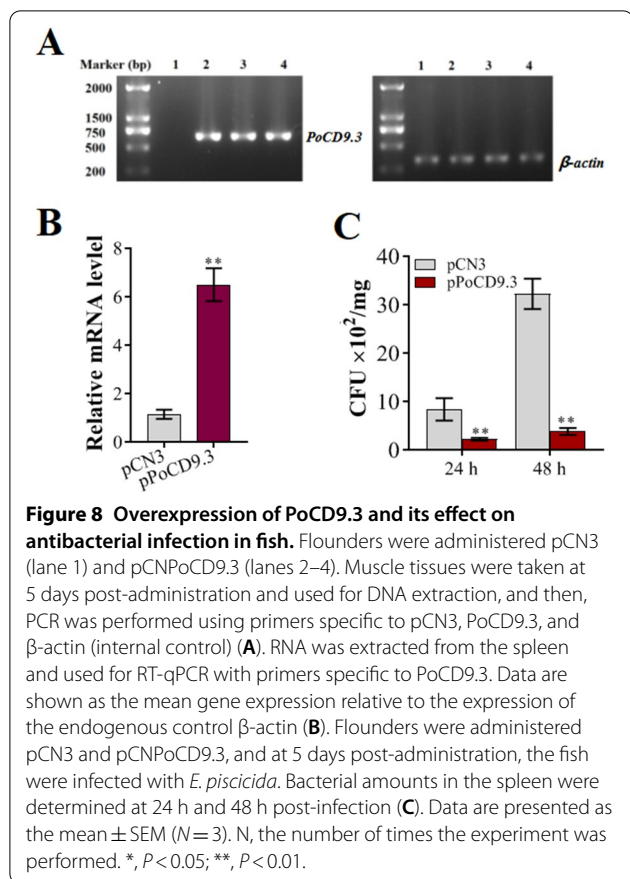 A
Marker (bp) 1 2 3 4
2000
1500
750
500
200
PoCD9.3
1 2 3 4
β-actin
B
Relative mRNA levlel
8
6
4
2
0
**
pCN3
pPoCD9.3
C
CFU ×10²/mg
40
30
20
10
0
pCN3
pPoCD9.3
**
**
24 h 48 h
Figure 8 Overexpression of PoCD9.3 and its effect on
antibacterial infection in fish. Flounders were administered pCN3
(lane 1) and pCNPoCD9.3 (lanes 2–4). Muscle tissues were taken at
5 days post-administration and used for DNA extraction, and then,
PCR was performed using primers specific to pCN3, PoCD9.3, and
β-actin (internal control) (A). RNA was extracted from the spleen
and used for RT-qPCR with primers specific to PoCD9.3. Data are
shown as the mean gene expression relative to the expression of
the endogenous control β-actin (B). Flounders were administered
pCN3 and pCNPoCD9.3, and at 5 days post-administration, the fish
were infected with E. piscicida. Bacterial amounts in the spleen were
determined at 24 h and 48 h post-infection (C). Data are presented as
the mean ± SEM (N = 3). N, the number of times the experiment was
performed. *, P < 0.05; **, P < 0.01.